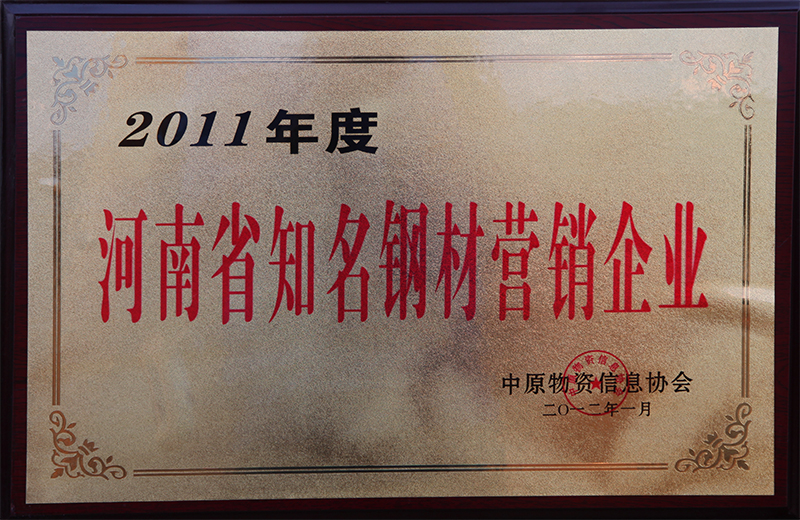 2011年度
河南省知名钢材营销企业
中原物资信息协会
二〇一二年一月